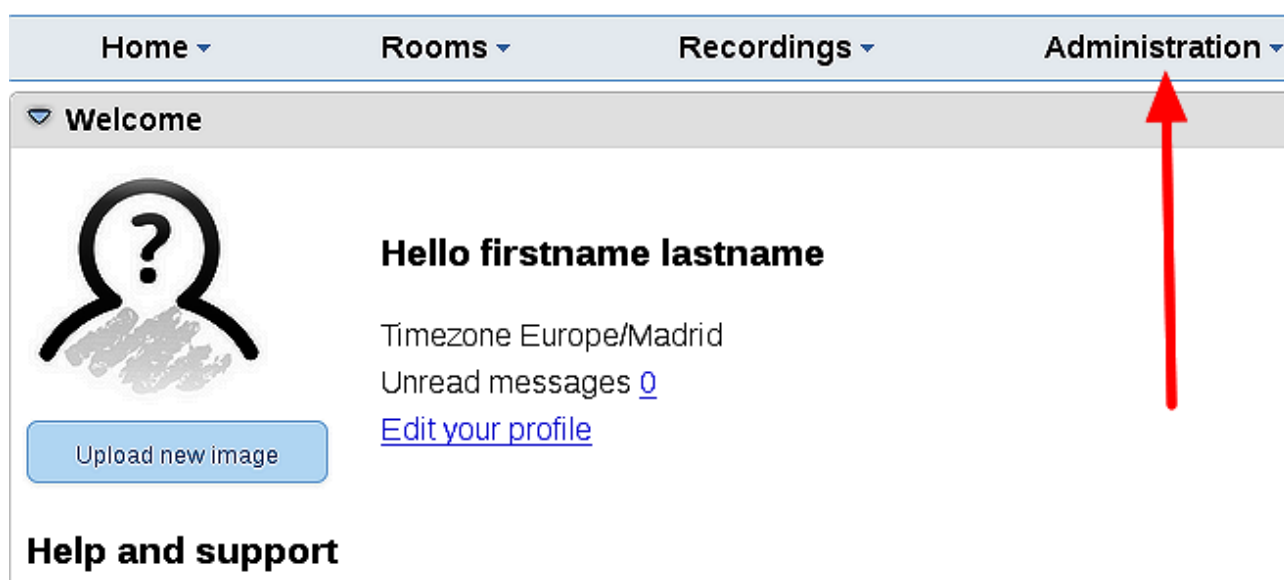 Home Rooms Recordings Administration
Welcome
?
Hello firstname lastname
Timezone Europe/Madrid
Unread messages 0
Edit your profile
Upload new image
Help and support